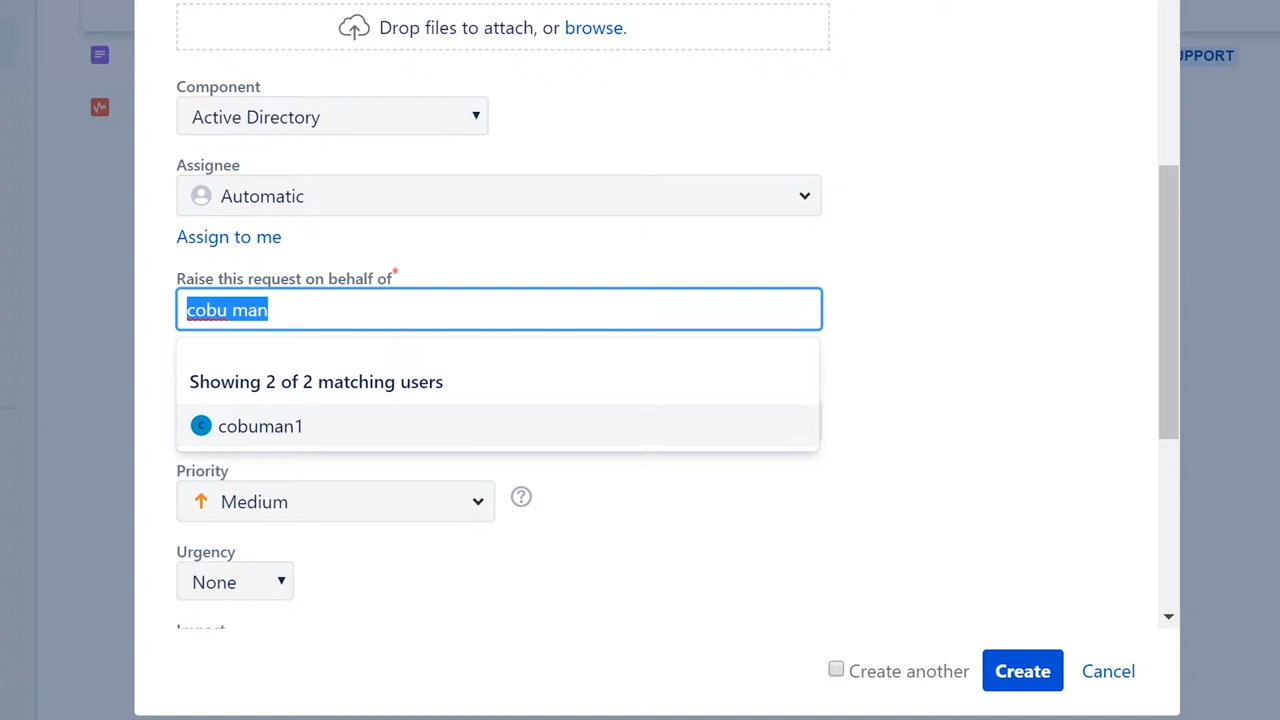 Drop files to attach, or browse.
UPPORT
Component
Active Directory
Assignee
Automatic
Assign to me
Raise this request on behalf of*
cobu man
Showing 2 of 2 matching users
C cobuman1
Priority
Medium
Urgency
None
Impact
Create another Create Cancel